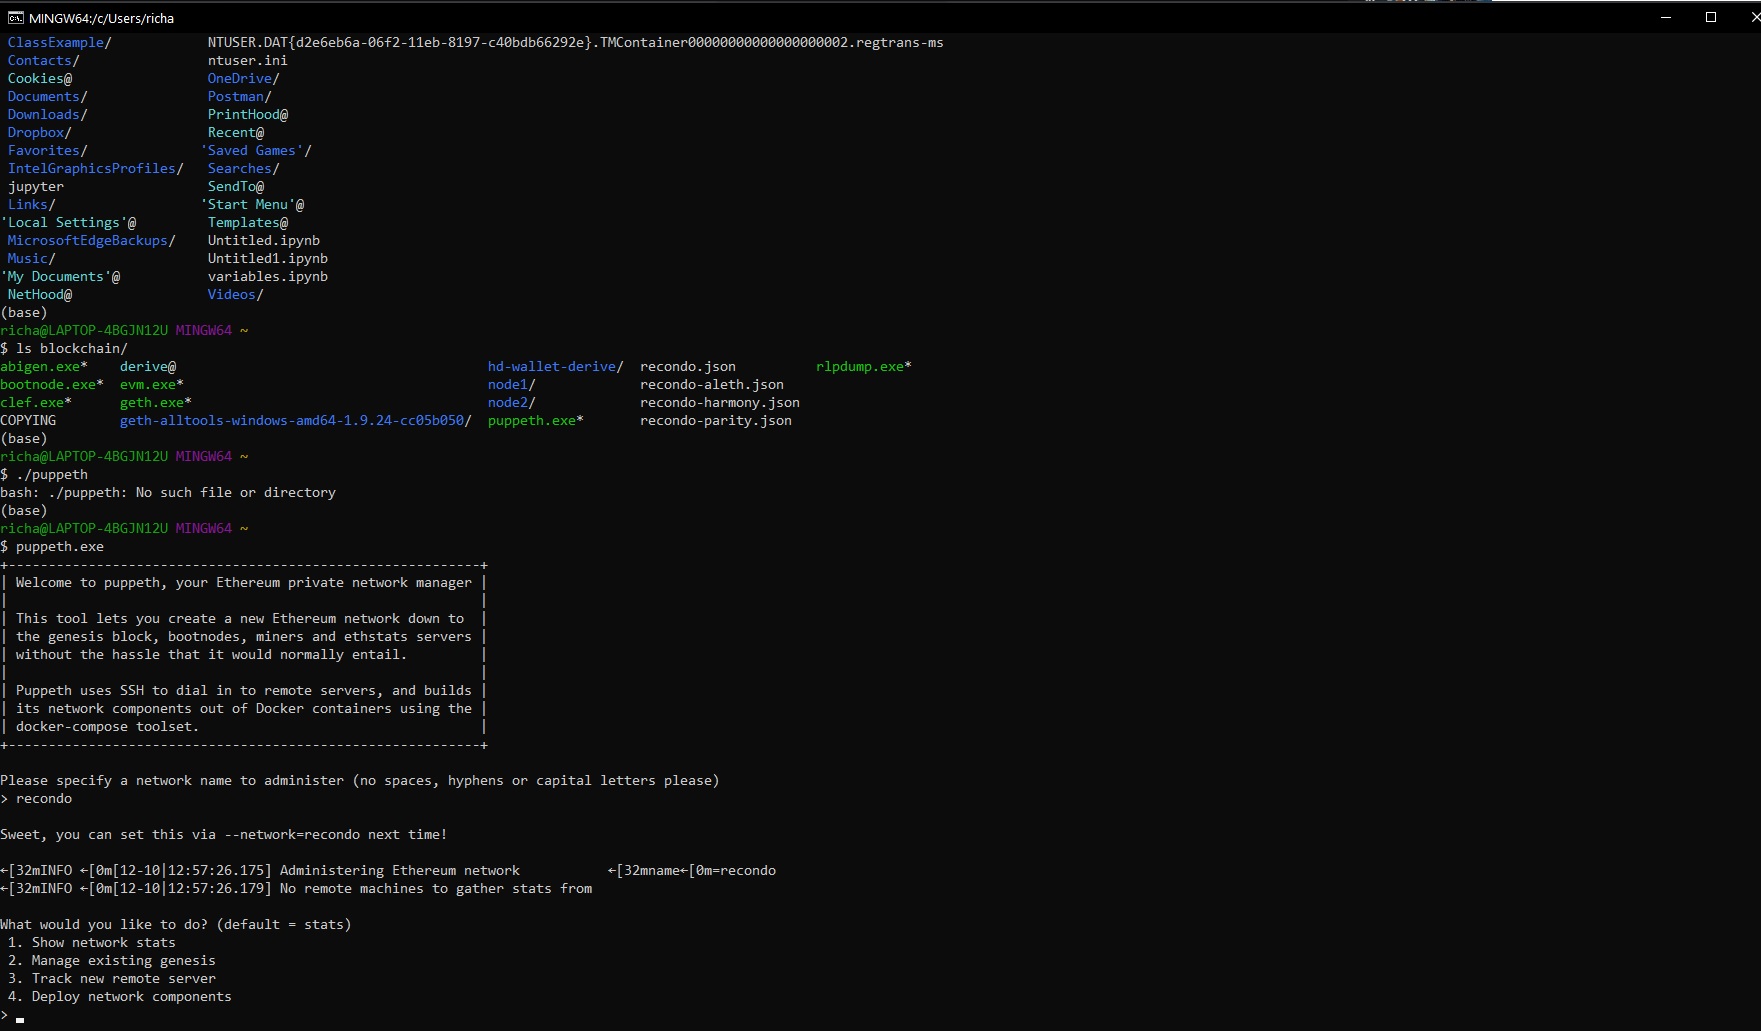 MINGW64:/c/Users/richa
ClassExample/ NTUSER.DAT{d2e6eb6a-06f2-11eb-8197-c40bdb66292e}.TMContainer00000000000000000002.regtrans-ms
Contacts/ ntuser.ini
Cookies@ OneDrive/
Documents/ Postman/
Downloads/ PrintHood@
Dropbox/ Recent@
Favorites/ 'Saved Games'/
IntelGraphicsProfiles/ Searches/
jupyter SendTo@
Links/ 'Start Menu'@
'Local Settings'@ Templates@
MicrosoftEdgeBackups/ Untitled.ipynb
Music/ Untitled1.ipynb
'My Documents'@ variables.ipynb
NetHood@ Videos/
(base)
richa@LAPTOP-4BGJN12U MINGW64 ~
$ ls blockchain/
abigen.exe* derive@ hd-wallet-derive/ recondo.json rlpdump.exe*
bootnode.exe* evm.exe* node1/ recondo-aleth.json
clef.exe* geth.exe* node2/ recondo-harmony.json
COPYING geth-alltools-windows-amd64-1.9.24-cc05b050/ puppeth.exe* recondo-parity.json
(base)
richa@LAPTOP-4BGJN12U MINGW64 ~
$ ./puppeth
bash: ./puppeth: No such file or directory
(base)
richa@LAPTOP-4BGJN12U MINGW64 ~
$ puppeth.exe
+-----------------------------------------------------------+
| Welcome to puppeth, your Ethereum private network manager |
| |
| This tool lets you create a new Ethereum network down to |
| the genesis block, bootnodes, miners and ethstats servers |
| without the hassle that it would normally entail. |
| |
| Puppeth uses SSH to dial in to remote servers, and builds |
| its network components out of Docker containers using the |
| docker-compose toolset. |
+-----------------------------------------------------------+
Please specify a network name to administer (no spaces, hyphens or capital letters please)
> recondo
Sweet, you can set this via --network=recondo next time!
←[32mINFO ←[0m[12-10|12:57:26.175] Administering Ethereum network ←[32mname←[0m=recondo
←[32mINFO ←[0m[12-10|12:57:26.179] No remote machines to gather stats from
What would you like to do? (default = stats)
1. Show network stats
2. Manage existing genesis
3. Track new remote server
4. Deploy network components
>